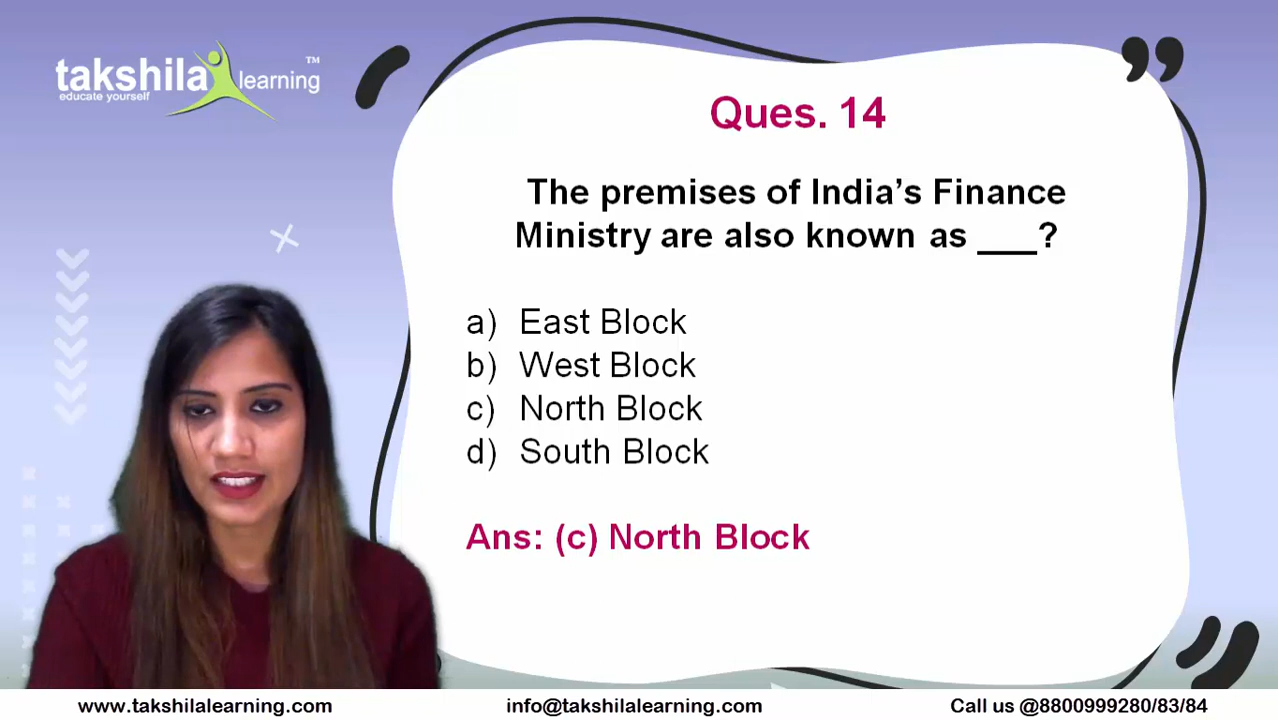 takshila learning TM
educate yourself
Ques. 14
The premises of India’s Finance
Ministry are also known as ___?
a) East Block
b) West Block
c) North Block
d) South Block
Ans: (c) North Block
www.takshilalearning.com info@takshilalearning.com Call us @8800999280/83/84